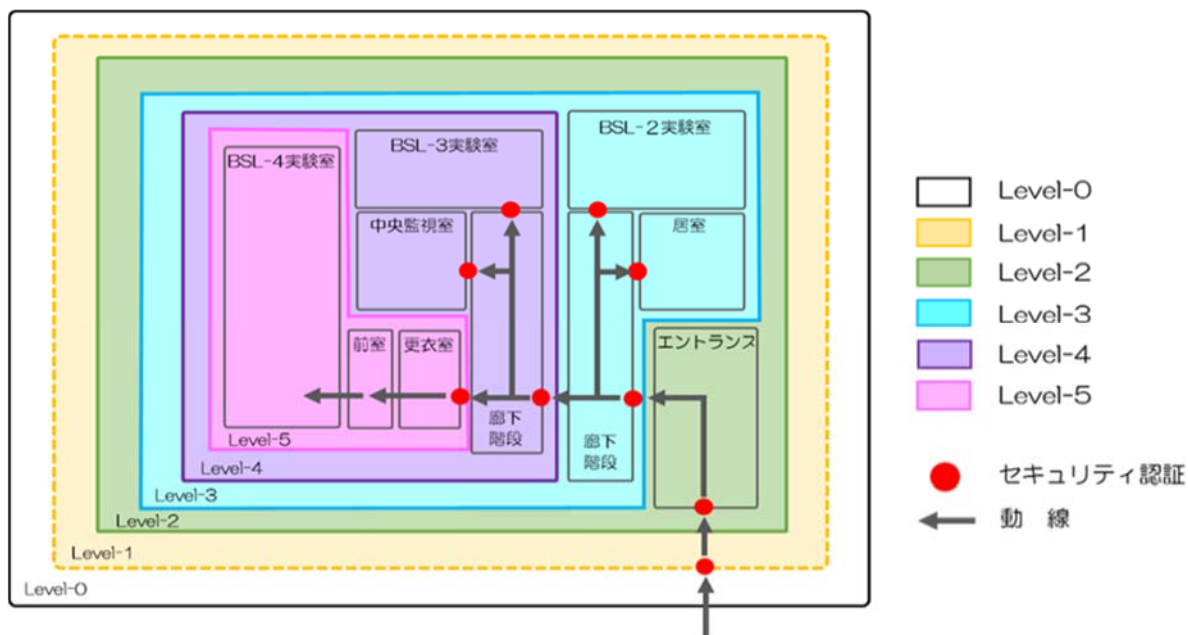 BSL-2実験室
BSL-3実験室
BSL-4実験室
中央監視室
居室
前室
更衣室
エントランス
廊下
階段
廊下
階段
Level-5
Level-4
Level-3
Level-2
Level-1
Level-0
Level-0
Level-1
Level-2
Level-3
Level-4
Level-5
セキュリティ認証
動 線